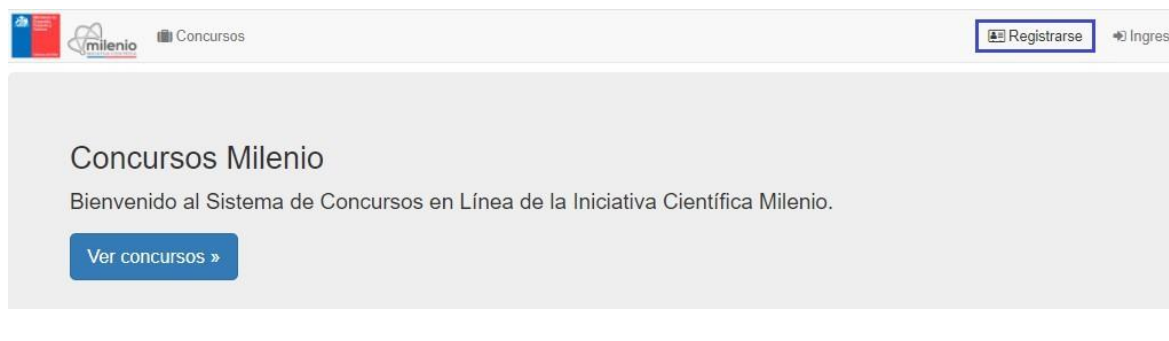 milenio
Concursos
Registrarse
Ingres
Concursos Milenio
Bienvenido al Sistema de Concursos en Línea de la Iniciativa Científica Milenio.
Ver concursos »